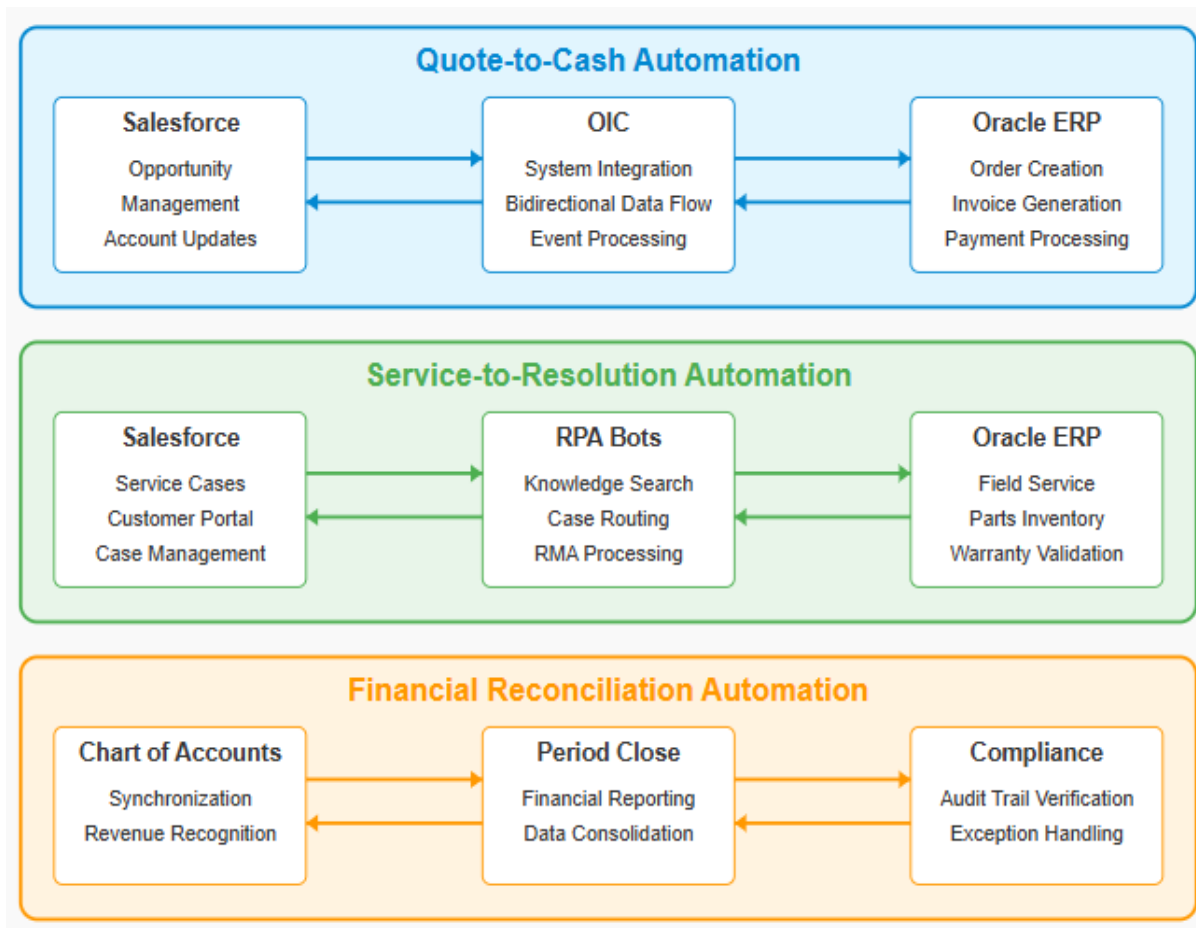 Quote-to-Cash Automation
Salesforce
Opportunity
Management
Account Updates
OIC
System Integration
Bidirectional Data Flow
Event Processing
Oracle ERP
Order Creation
Invoice Generation
Payment Processing
Service-to-Resolution Automation
Salesforce
Service Cases
Customer Portal
Case Management
RPA Bots
Knowledge Search
Case Routing
RMA Processing
Oracle ERP
Field Service
Parts Inventory
Warranty Validation
Financial Reconciliation Automation
Chart of Accounts
Synchronization
Revenue Recognition
Period Close
Financial Reporting
Data Consolidation
Compliance
Audit Trail Verification
Exception Handling